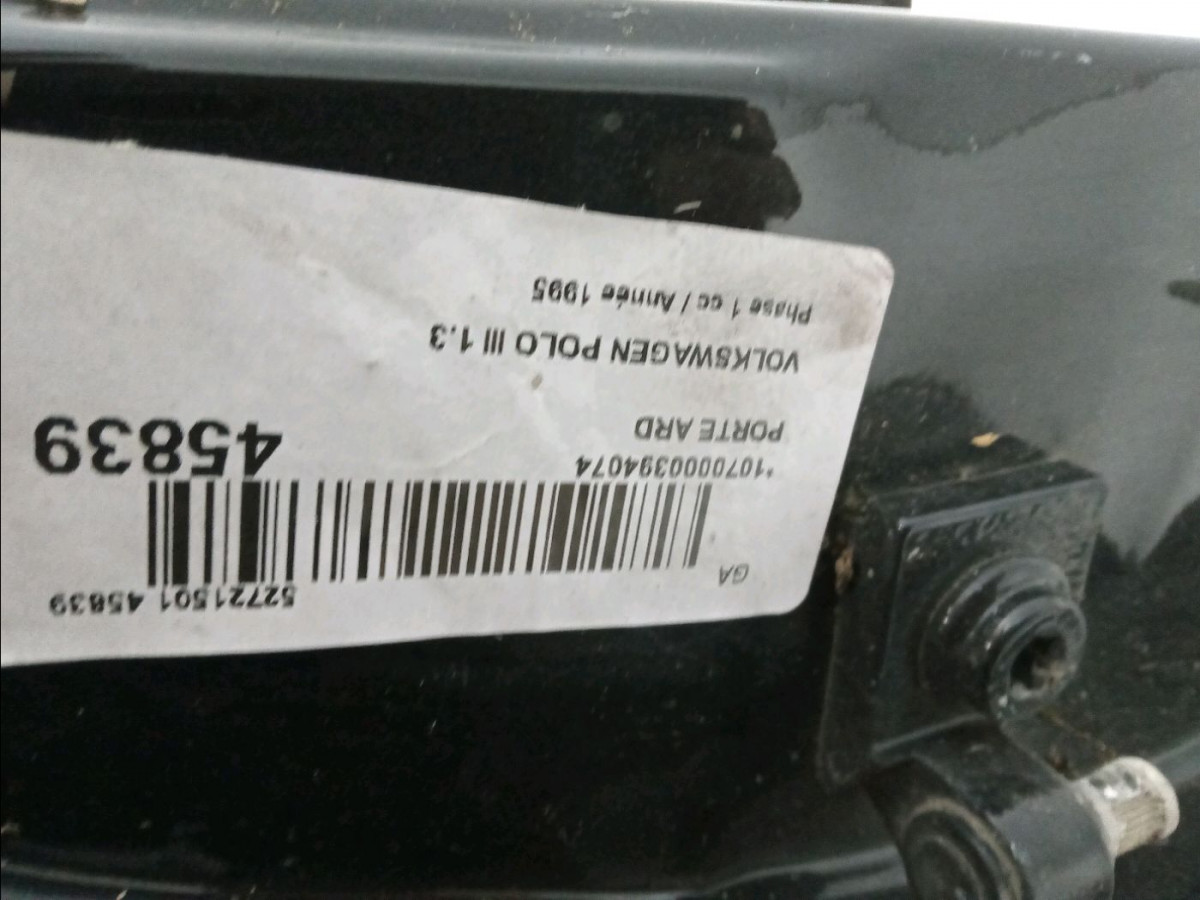 52721501 45839
GA
*1070000394074
45839
PORTE ARD
VOLKSWAGEN POLO III 1.3
Phase 1 cc / Année 1995